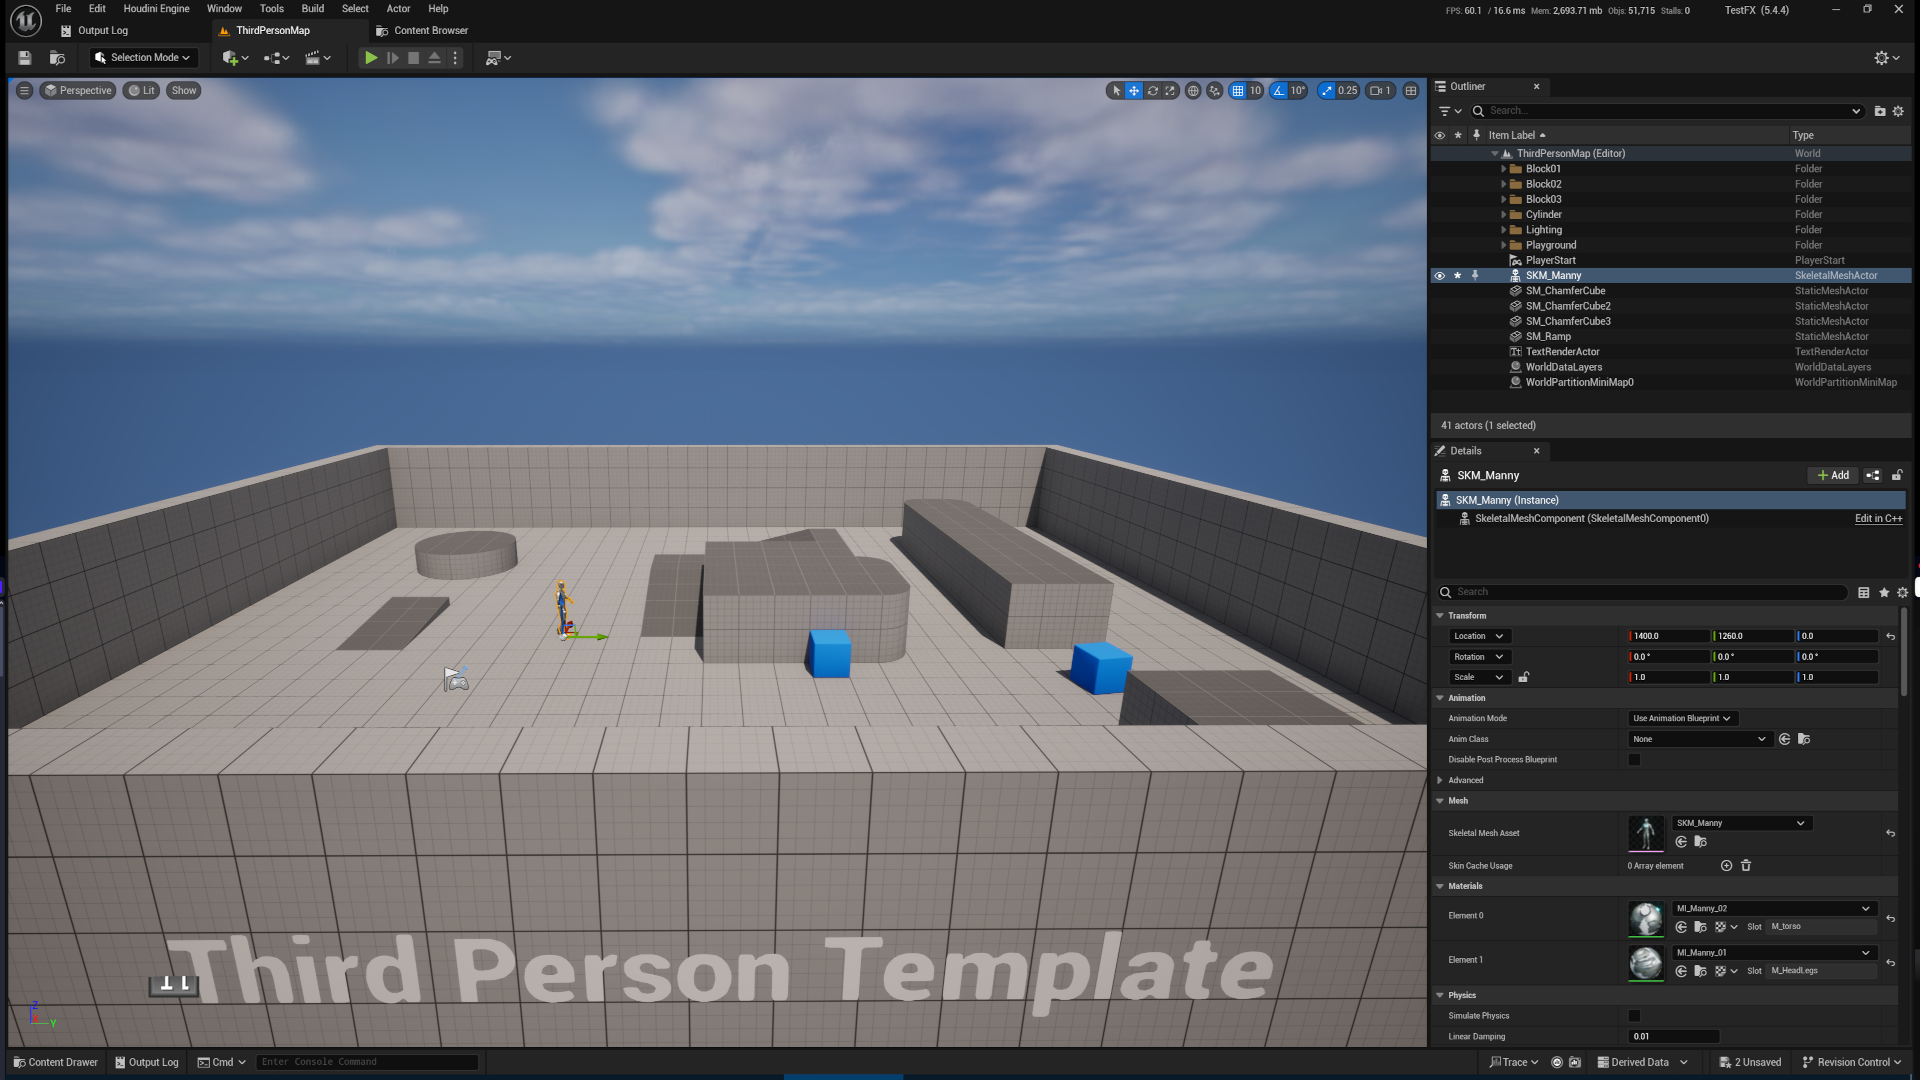 File Edit Houdini Engine Window Tools Build Select Actor Help
FPS: 60.1 / 16.6 ms Mem: 2,693.71 mb Objs: 51,715 Stalls: 0
TestFX (5.4.4)
Output Log
ThirdPersonMap
Content Browser
Selection Mode
Perspective
Lit
Show
10
10°
0.25
1
Third Person Template
Z
Y
Outliner
Search...
Item Label
Type
ThirdPersonMap (Editor) World
Block01 Folder
Block02 Folder
Block03 Folder
Cylinder Folder
Lighting Folder
Playground Folder
PlayerStart PlayerStart
SKM_Manny SkeletalMeshActor
SM_ChamferCube StaticMeshActor
SM_ChamferCube2 StaticMeshActor
SM_ChamferCube3 StaticMeshActor
SM_Ramp StaticMeshActor
TextRenderActor TextRenderActor
WorldDataLayers WorldDataLayers
WorldPartitionMiniMap0 WorldPartitionMiniMap
41 actors (1 selected)
Details
SKM_Manny
Add
SKM_Manny (Instance)
SkeletalMeshComponent (SkeletalMeshComponent0) Edit in C++
Search
Transform
Location 1400.0 1260.0 0.0
Rotation 0.0 ° 0.0 ° 0.0 °
Scale 1.0 1.0 1.0
Animation
Animation Mode Use Animation Blueprint
Anim Class None
Disable Post Process Blueprint
Advanced
Mesh
Skeletal Mesh Asset SKM_Manny
Skin Cache Usage 0 Array element
Materials
Element 0 MI_Manny_02
Slot M_torso
Element 1 MI_Manny_01
Slot M_HeadLegs
Physics
Simulate Physics
Linear Damping 0.01
Content Drawer
Output Log
Cmd
Enter Console Command
Trace
Derived Data
2 Unsaved
Revision Control